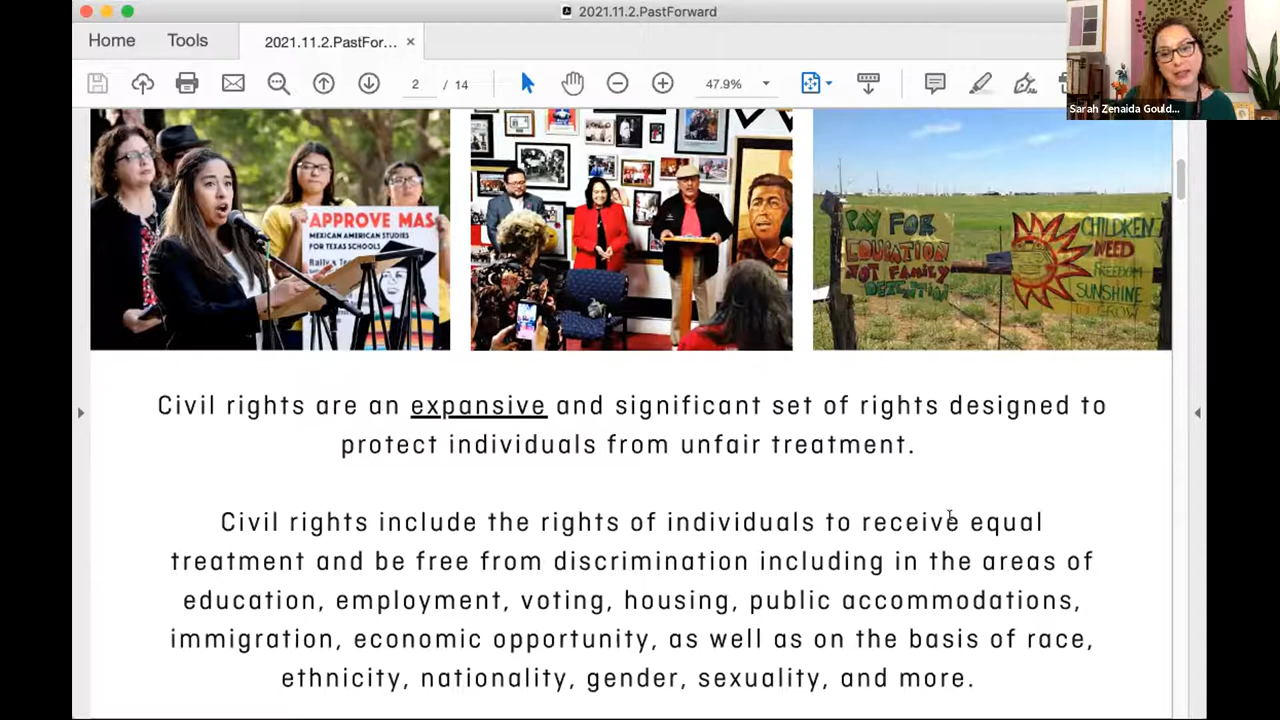 2021.11.2.PastForward
Home
Tools
2021.11.2.PastFor...
2 / 14
47.9%
Sarah Zenaida Gould...
APPROVE MAS
MEXICAN AMERICAN STUDIES
FOR TEXAS SCHOOLS
PAY FOR
EDUCATION
NOT FAMILY
DETENTION
CHILDREN
NEED
FREEDOM
SUNSHINE
TO GROW
Civil rights are an expansive and significant set of rights designed to
protect individuals from unfair treatment.
Civil rights include the rights of individuals to receive equal
treatment and be free from discrimination including in the areas of
education, employment, voting, housing, public accommodations,
immigration, economic opportunity, as well as on the basis of race,
ethnicity, nationality, gender, sexuality, and more.